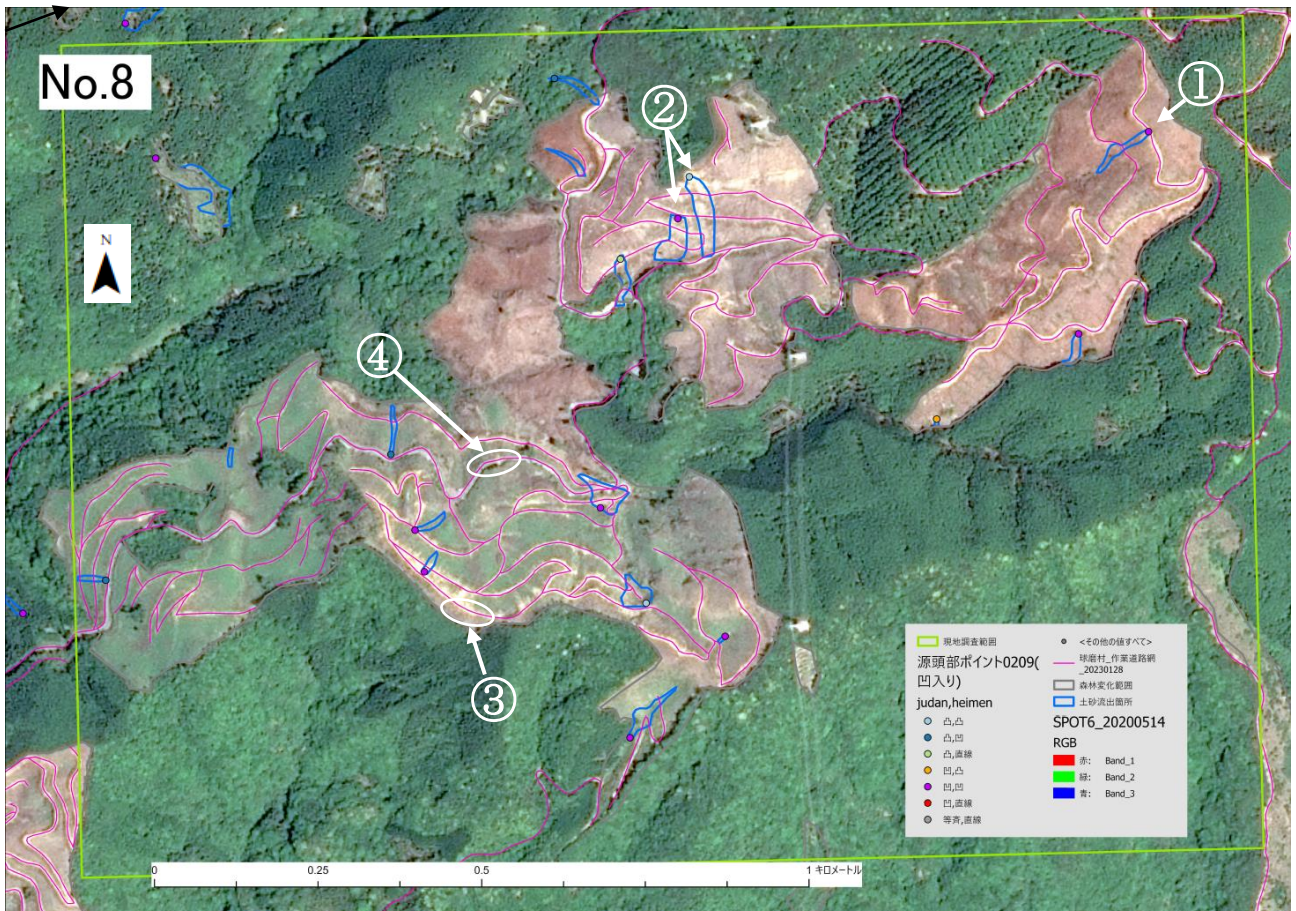 No.8
①
②
N
④
③
現地調査範囲
源頭部ポイント0209(
凹入り)
judan,heimen
凸,凸
凸,凹
凸,直線
凹,凸
凹,凹
凹,直線
等斉,直線
<その他の値すべて>
球磨村_作業道路網
_20230128
森林変化範囲
土砂流出箇所
SPOT6_20200514
RGB
赤: Band_1
緑: Band_2
青: Band_3
0 0.25 0.5 1 キロメートル